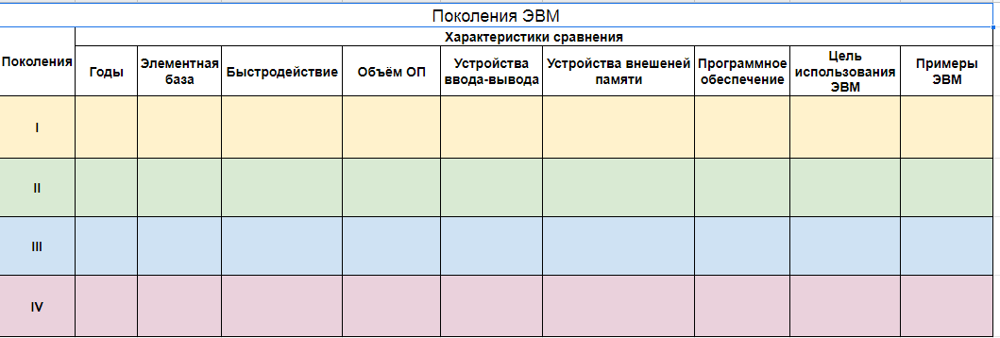 Поколения ЭВМ
Характеристики сравнения
Поколения
Годы
Элементная
база
Быстродействие
Объём ОП
Устройства
ввода-вывода
Устройства внешеней
памяти
Программное
обеспечение
Цель
использования
ЭВМ
Примеры
ЭВМ
I
II
III
IV